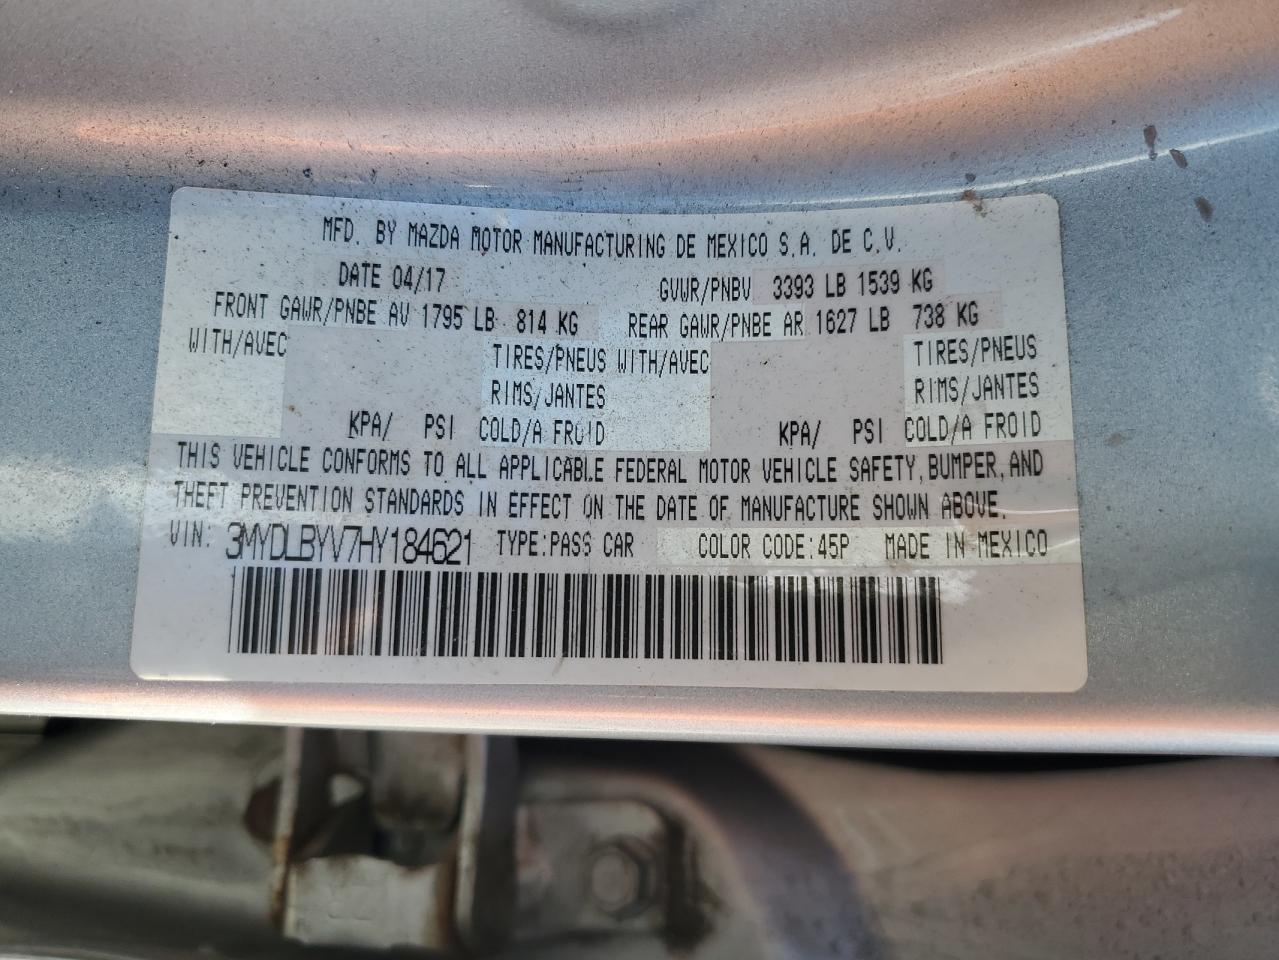 MFD. BY MAZDA MOTOR MANUFACTURING DE MEXICO S.A. DE C.V.
DATE 04/17 GVWR/PNBV 3393 LB 1539 KG
FRONT GAWR/PNBE AV 1795 LB 814 KG REAR GAWR/PNBE AR 1627 LB 738 KG
WITH/AVEC TIRES/PNEUS WITH/AVEC TIRES/PNEUS
RIMS/JANTES RIMS/JANTES
KPA/ PSI COLD/A FROID KPA/ PSI COLD/A FROID
THIS VEHICLE CONFORMS TO ALL APPLICABLE FEDERAL MOTOR VEHICLE SAFETY, BUMPER, AND
THEFT PREVENTION STANDARDS IN EFFECT ON THE DATE OF MANUFACTURE SHOWN ABOVE.
VIN: 3MYDLBYV7HY184621 TYPE:PASS CAR COLOR CODE:45P MADE IN MEXICO